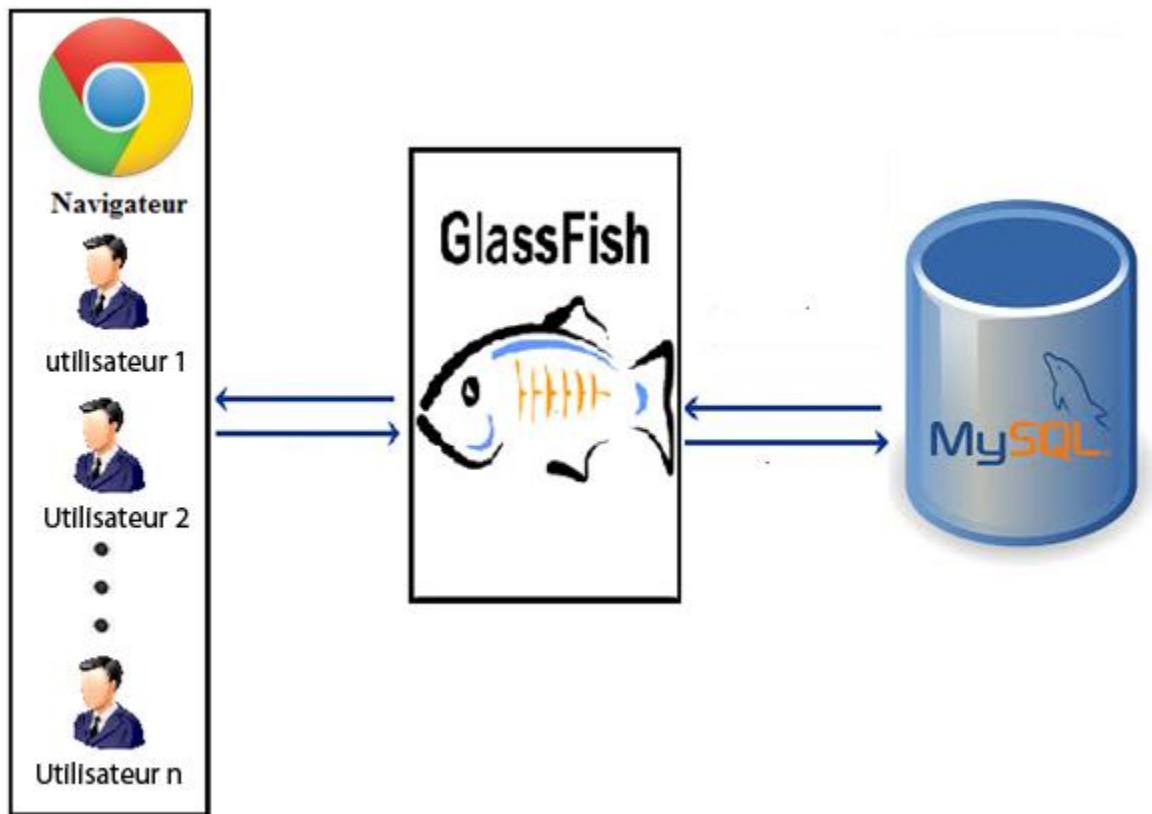 Navigateur
utilisateur 1
Utilisateur 2
Utilisateur n
GlassFish
MySQL